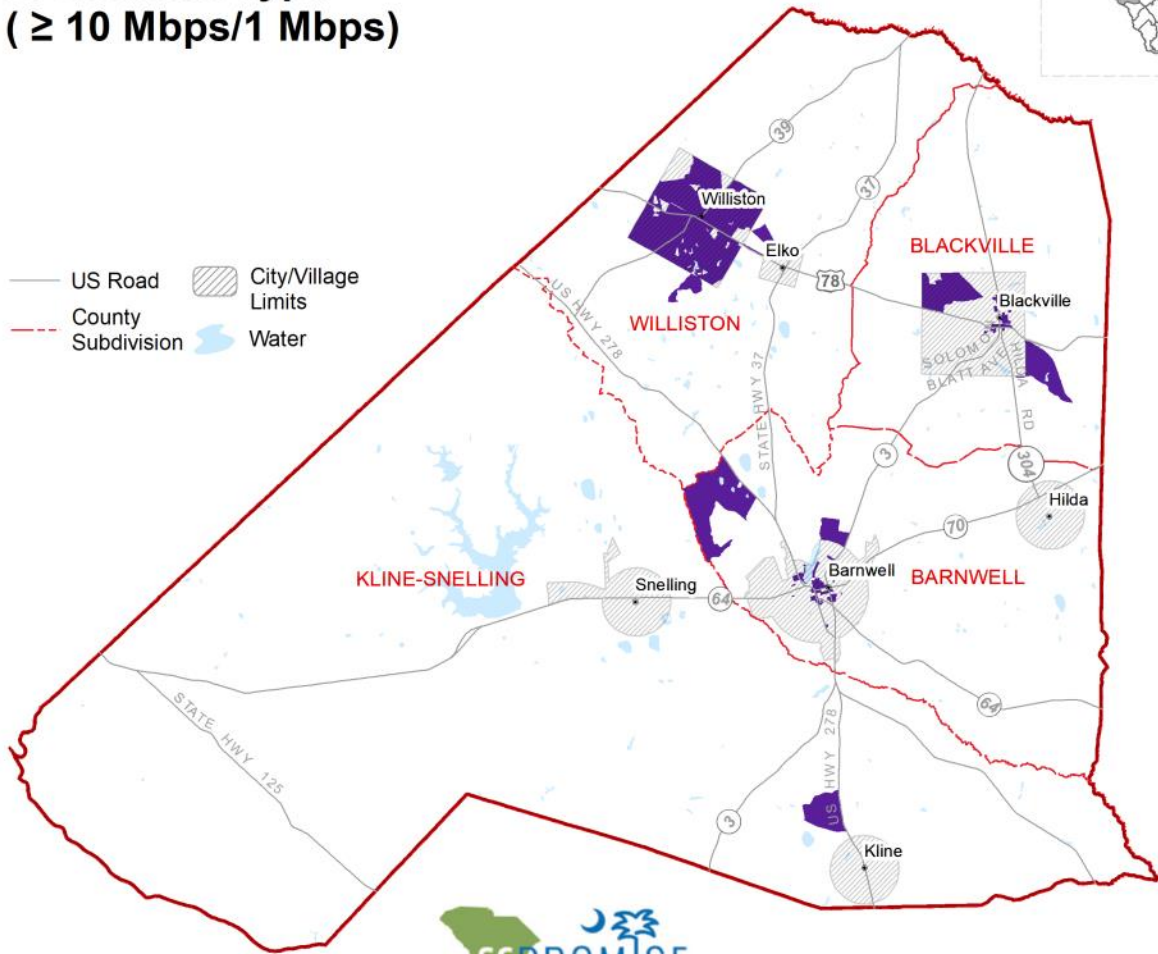 ( ≥ 10 Mbps/1 Mbps)
US Road
City/Village
Limits
County
Subdivision
Water
39
Williston
37
Elko
BLACKVILLE
78
Blackville
US HWY 278
WILLISTON
SOLOMO
BLATT AVE
HILDA
RD
STATE HWY 37
3
304
Hilda
70
KLINE-SNELLING
Snelling
64
Barnwell
BARNWELL
64
STATE HWY 125
US HWY 278
3
Kline
PROMISE